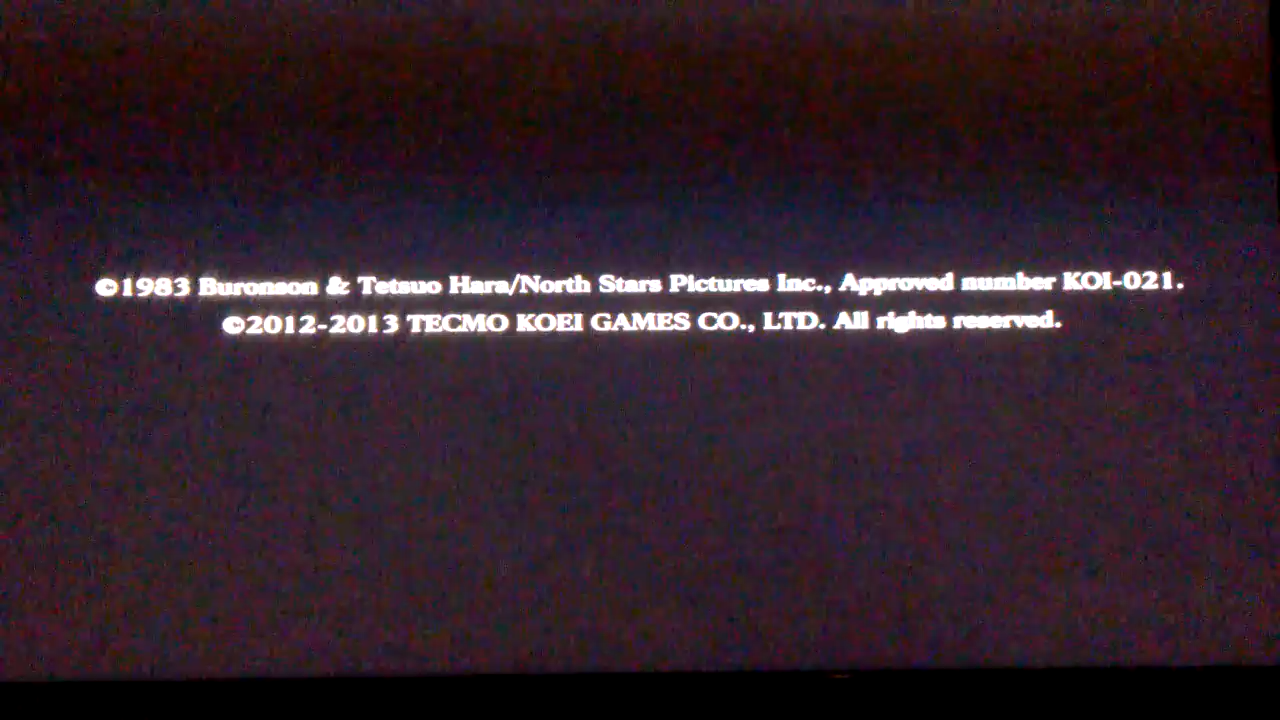 ©1983 Buronson & Tetsuo Hara/North Stars Pictures Inc., Approved number KOI-021.
©2012-2013 TECMO KOEI GAMES CO., LTD. All rights reserved.